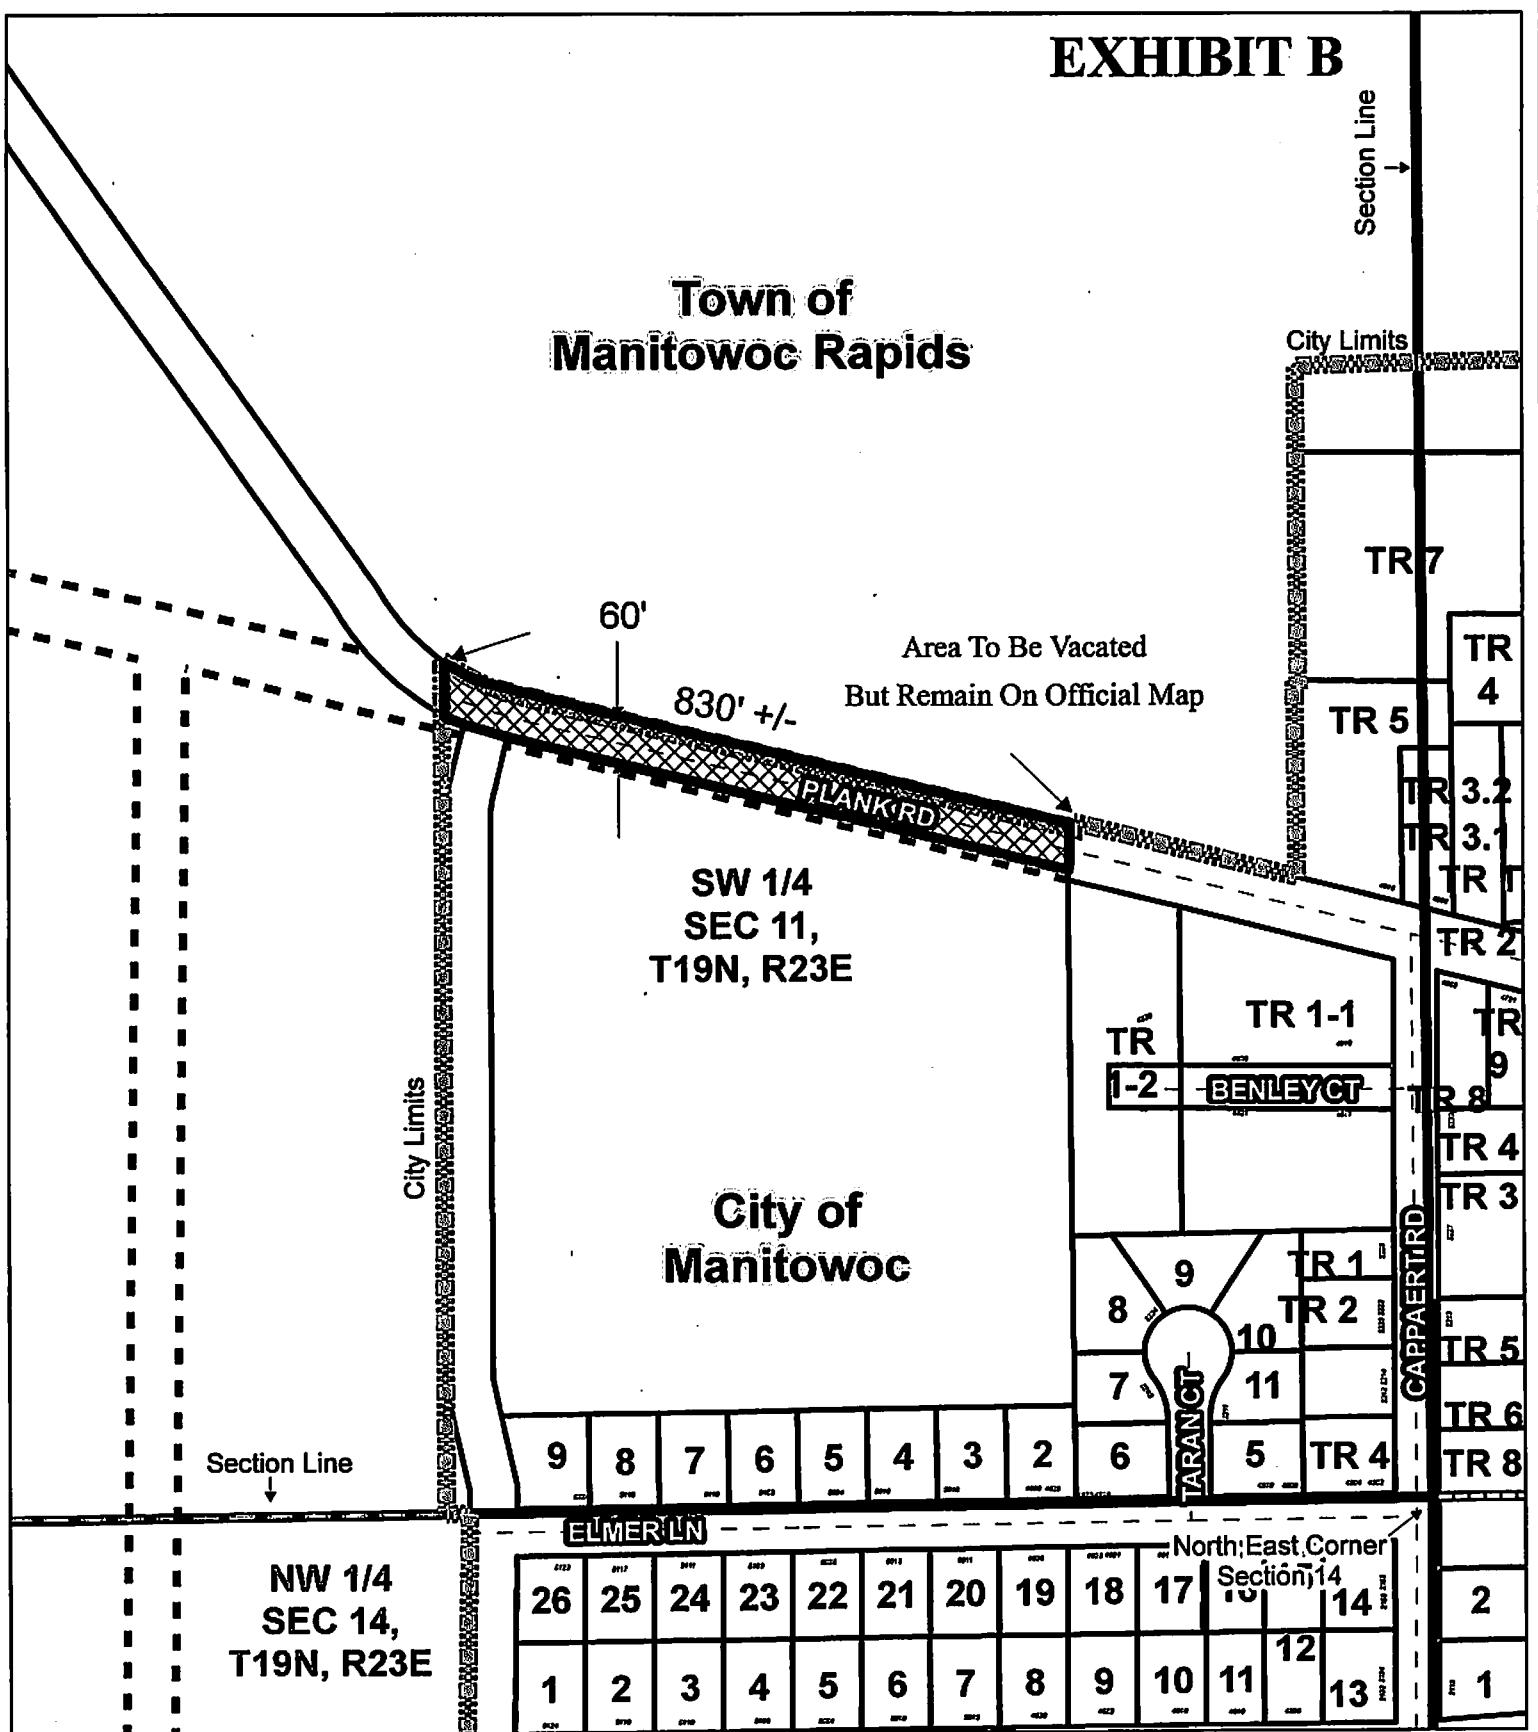 EXHIBIT B
Section Line
Town of
Manitowoc Rapids
City Limits
TR 7
60'
830' +/-
Area To Be Vacated
But Remain On Official Map
TR
4
TR 5
TR 3.2
TR 3.1
TR
PLANK RD
SW 1/4
SEC 11,
T19N, R23E
TR 2
TR 1-1
TR
1-2
BENLEY CT
TR
9
TR 8
TR 4
TR 3
City Limits
City of
Manitowoc
CAPPAERT RD
9
8
10
7
11
6
5
TARAN CT
TR 1
TR 2
TR 4
TR 5
TR 6
TR 8
Section Line
9 8 7 6 5 4 3 2
ELMER LN
North East Corner
Section 14
NW 1/4
SEC 14,
T19N, R23E
26 25 24 23 22 21 20 19 18 17 14
1 2 3 4 5 6 7 8 9 10 11 12 13
2
1